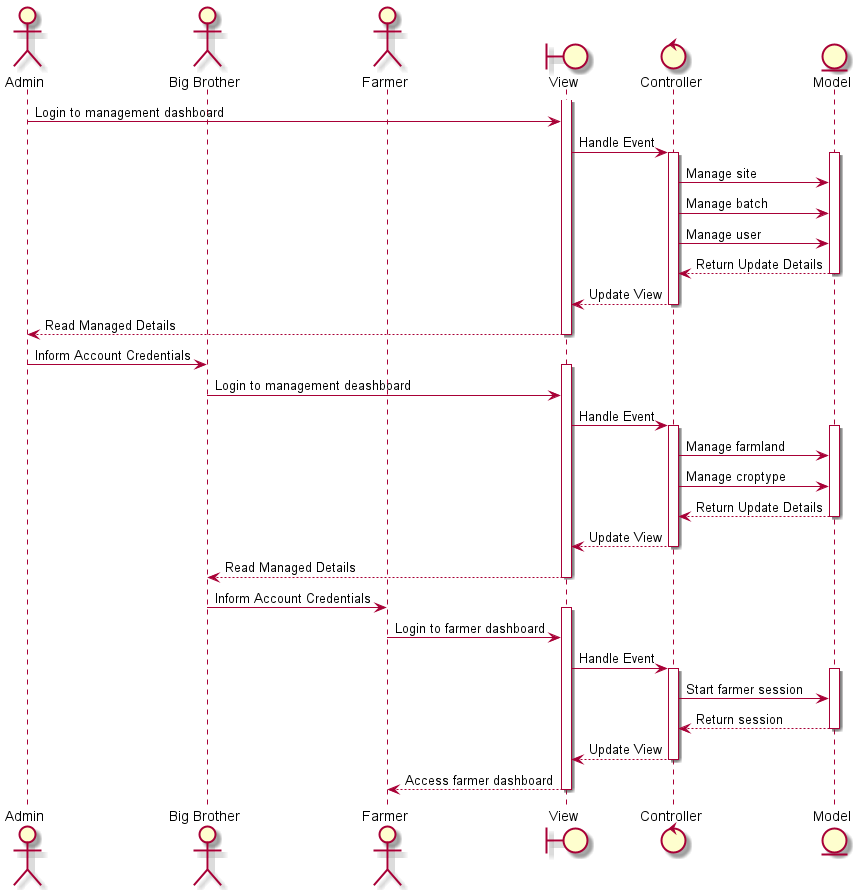 Admin
Big Brother
Farmer
View
Controller
Model
Login to management dashboard
Handle Event
Manage site
Manage batch
Manage user
Return Update Details
Update View
Read Managed Details
Inform Account Credentials
Login to management deashboard
Handle Event
Manage farmland
Manage croptype
Return Update Details
Update View
Read Managed Details
Inform Account Credentials
Login to farmer dashboard
Handle Event
Start farmer session
Return session
Update View
Access farmer dashboard
Admin
Big Brother
Farmer
View
Controller
Model